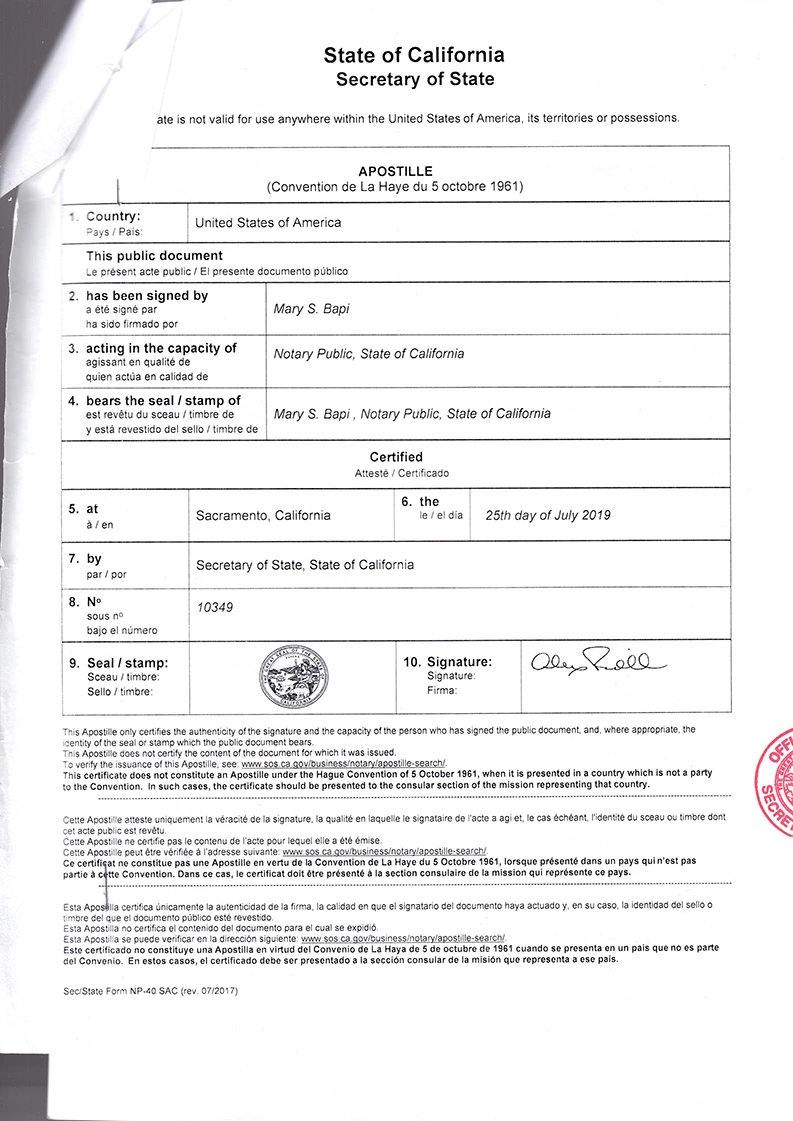 State of California
Secretary of State
ate is not valid for use anywhere within the United States of America, its territories or possessions.
APOSTILLE
(Convention de La Haye du 5 octobre 1961)
1. Country:
Pays / País:
United States of America
This public document
Le présent acte public / El presente documento público
2. has been signed by
a été signé par
ha sido firmado por
Mary S. Bapi
3. acting in the capacity of
agissant en qualité de
quien actúa en calidad de
Notary Public, State of California
4. bears the seal / stamp of
est revêtu du sceau / timbre de
y está revestido del sello / timbre de
Mary S. Bapi , Notary Public, State of California
Certified
Attesté / Certificado
5. at
à / en
Sacramento, California
6. the
le / el día
25th day of July 2019
7. by
par / por
Secretary of State, State of California
8. Nº
sous nº
bajo el número
10349
9. Seal / stamp:
Sceau / timbre:
Sello / timbre:
10. Signature:
Signature:
Firma:
This Apostille only certifies the authenticity of the signature and the capacity of the person who has signed the public document, and, where appropriate, the
identity of the seal or stamp which the public document bears.
This Apostille does not certify the content of the document for which it was issued.
To verify the issuance of this Apostille, see: www.sos.ca.gov/business/notary/apostille-search/.
This certificate does not constitute an Apostille under the Hague Convention of 5 October 1961, when it is presented in a country which is not a party
to the Convention. In such cases, the certificate should be presented to the consular section of the mission representing that country.
Cette Apostille atteste uniquement la véracité de la signature, la qualité en laquelle le signataire de l'acte a agi et, le cas échéant, l'identité du sceau ou timbre dont
cet acte public est revêtu.
Cette Apostille ne certifie pas le contenu de l'acte pour lequel elle a été émise.
Cette Apostille peut être vérifiée à l'adresse suivante: www.sos.ca.gov/business/notary/apostille-search/.
Ce certificat ne constitue pas une Apostille en vertu de la Convention de La Haye du 5 Octobre 1961, lorsque présenté dans un pays qui n'est pas
partie à cette Convention. Dans ce cas, le certificat doit être présenté à la section consulaire de la mission qui représente ce pays.
Esta Apostilla certifica únicamente la autenticidad de la firma, la calidad en que el signatario del documento haya actuado y, en su caso, la identidad del sello o
timbre del que el documento público esté revestido.
Esta Apostilla no certifica el contenido del documento para el cual se expidió.
Esta Apostilla se puede verificar en la dirección siguiente: www.sos.ca.gov/business/notary/apostille-search/.
Este certificado no constituye una Apostilla en virtud del Convenio de La Haya de 5 de octubre de 1961 cuando se presenta en un país que no es parte
del Convenio. En estos casos, el certificado debe ser presentado a la sección consular de la misión que representa a ese país.
Sec/State Form NP-40 SAC (rev. 07/2017)